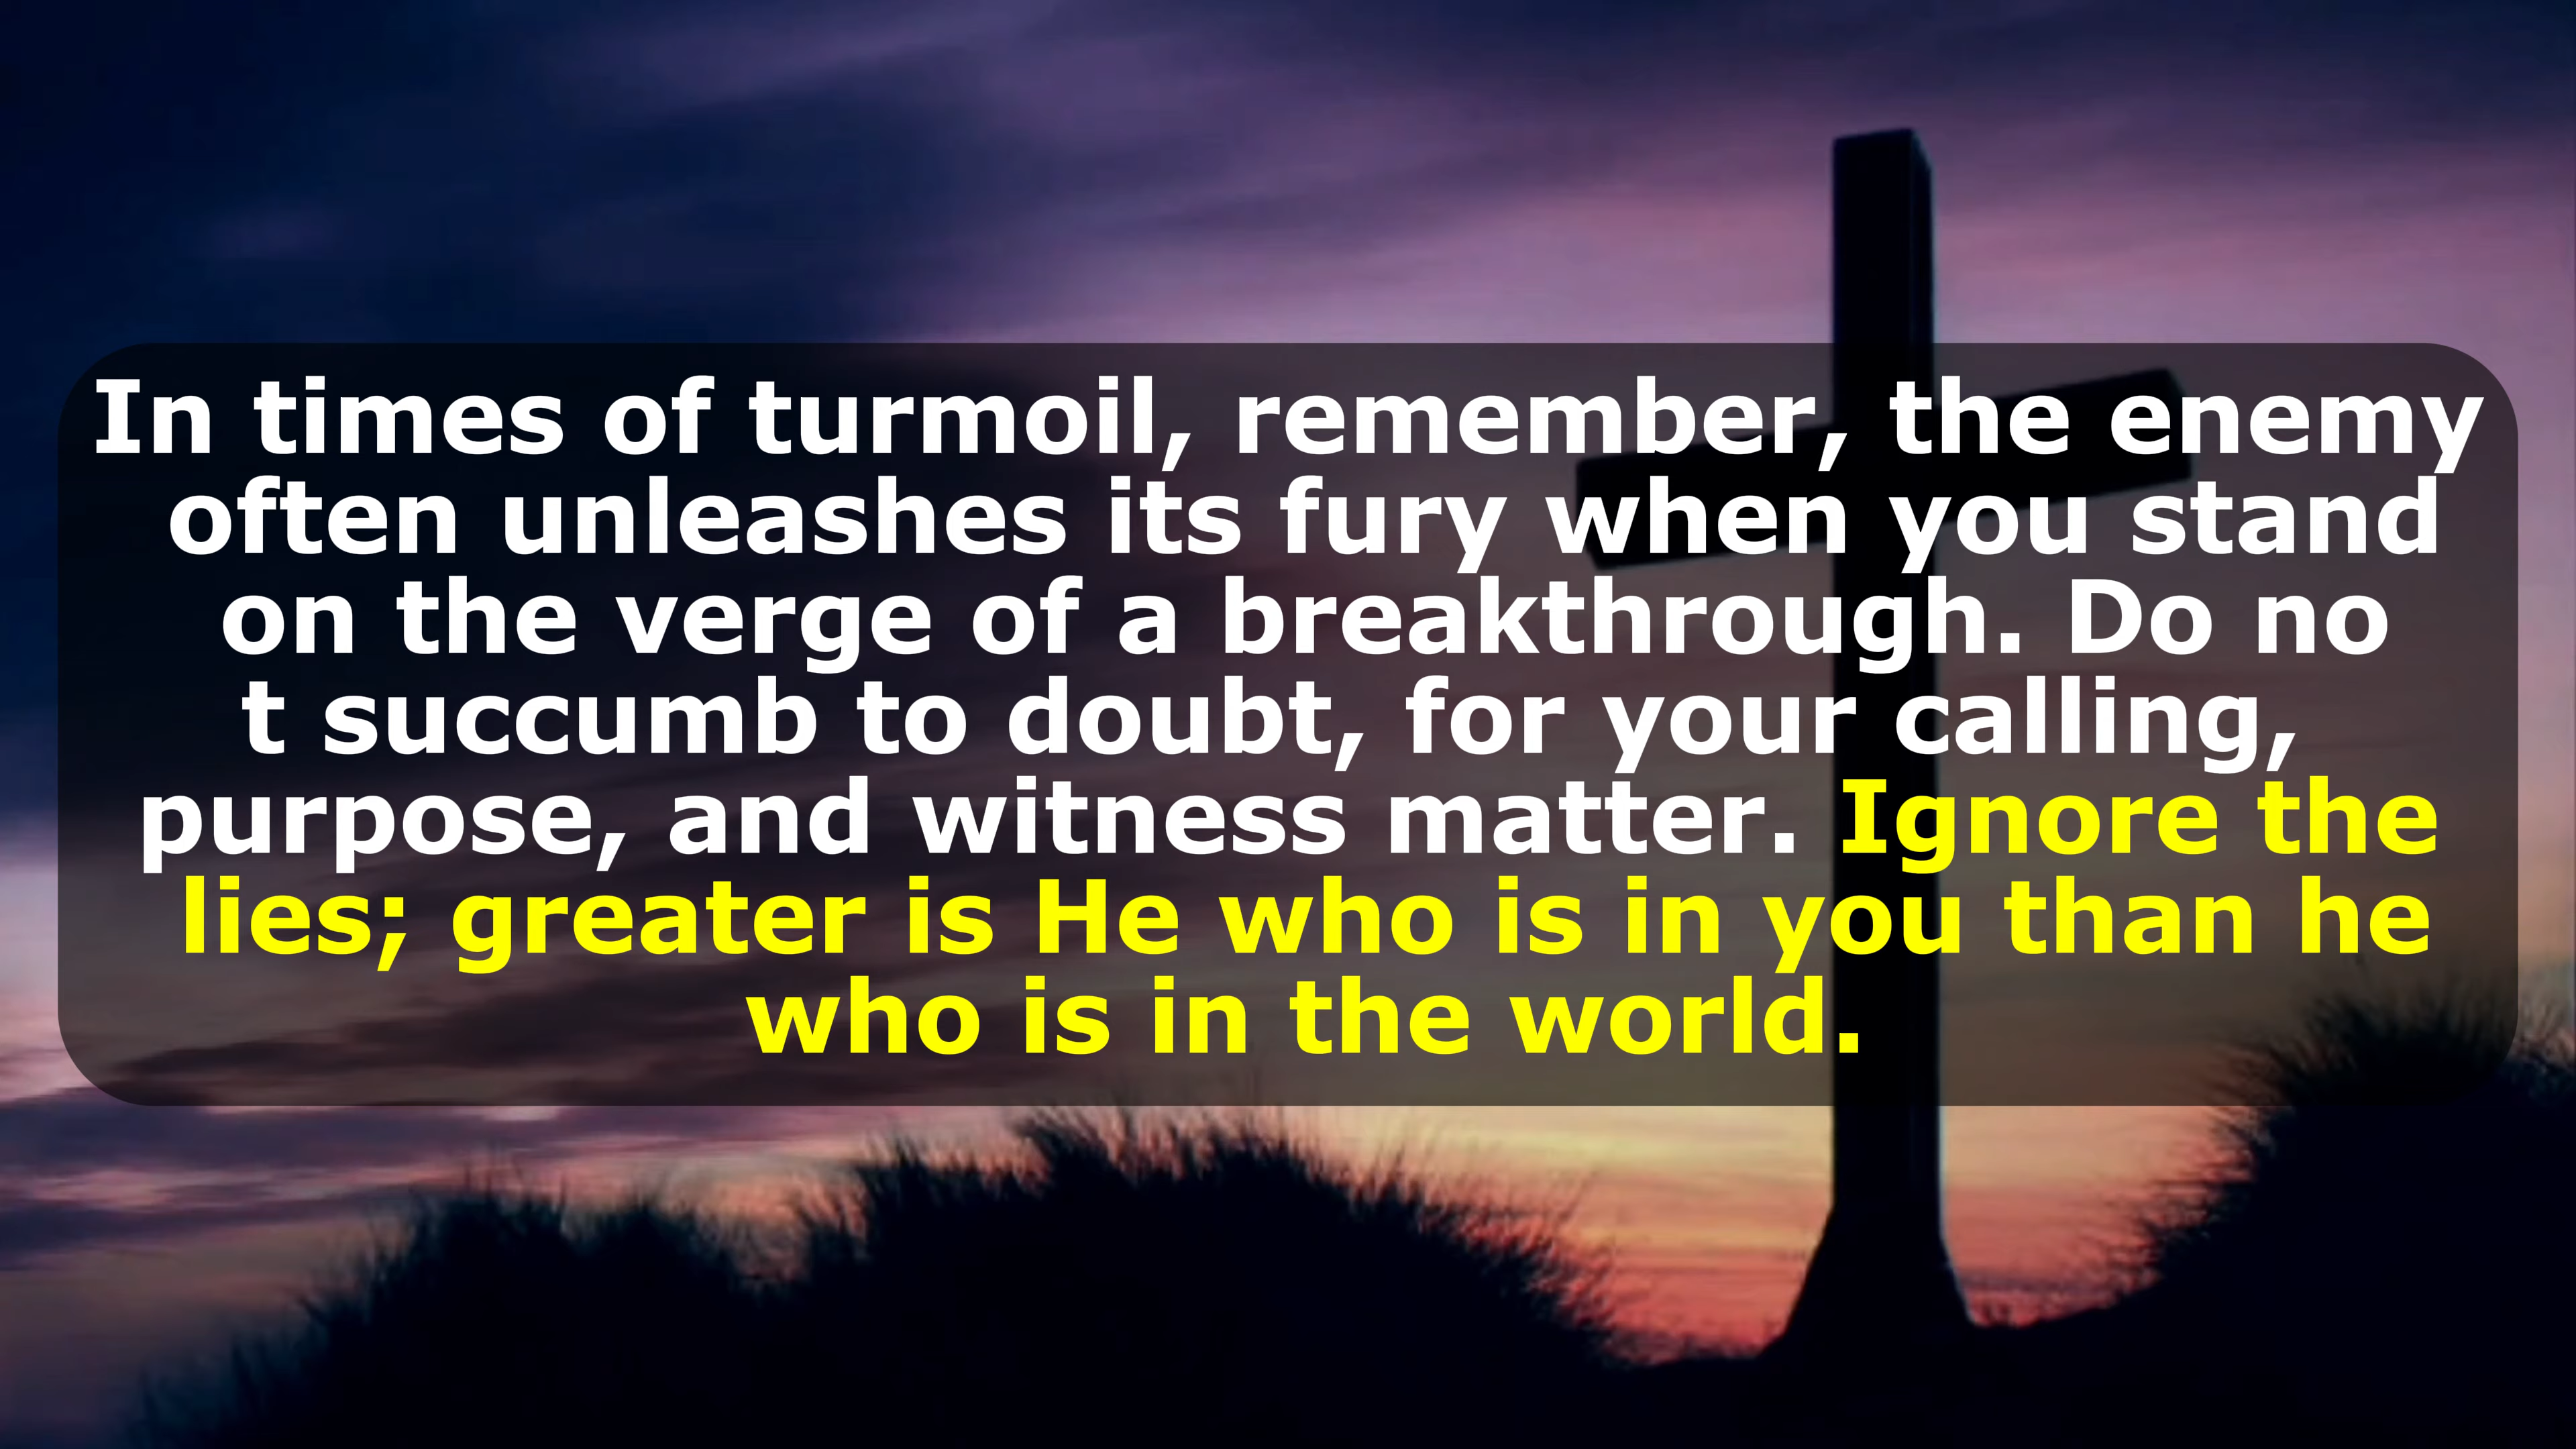 In times of turmoil, remember, the enemy
often unleashes its fury when you stand
on the verge of a breakthrough. Do no
t succumb to doubt, for your calling,
purpose, and witness matter. Ignore the
lies; greater is He who is in you than he
who is in the world.